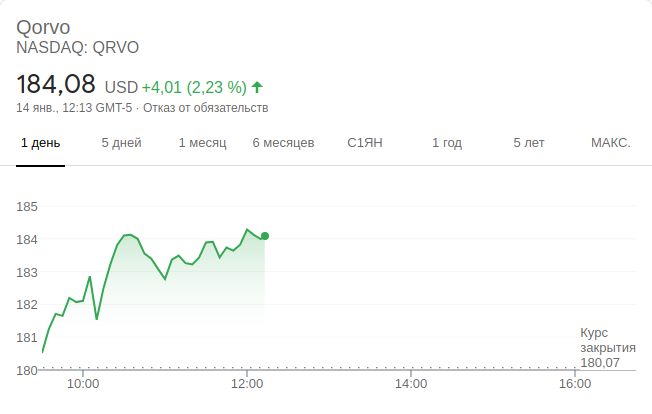 Qorvo
NASDAQ: QRVO
184,08 USD +4,01 (2,23 %)
14 янв., 12:13 GMT-5 · Отказ от обязательств
1 день 5 дней 1 месяц 6 месяцев С1ЯН 1 год 5 лет МАКС.
185
184
183
182
181
Курс
закрытия
180,07
180
10:00 12:00 14:00 16:00